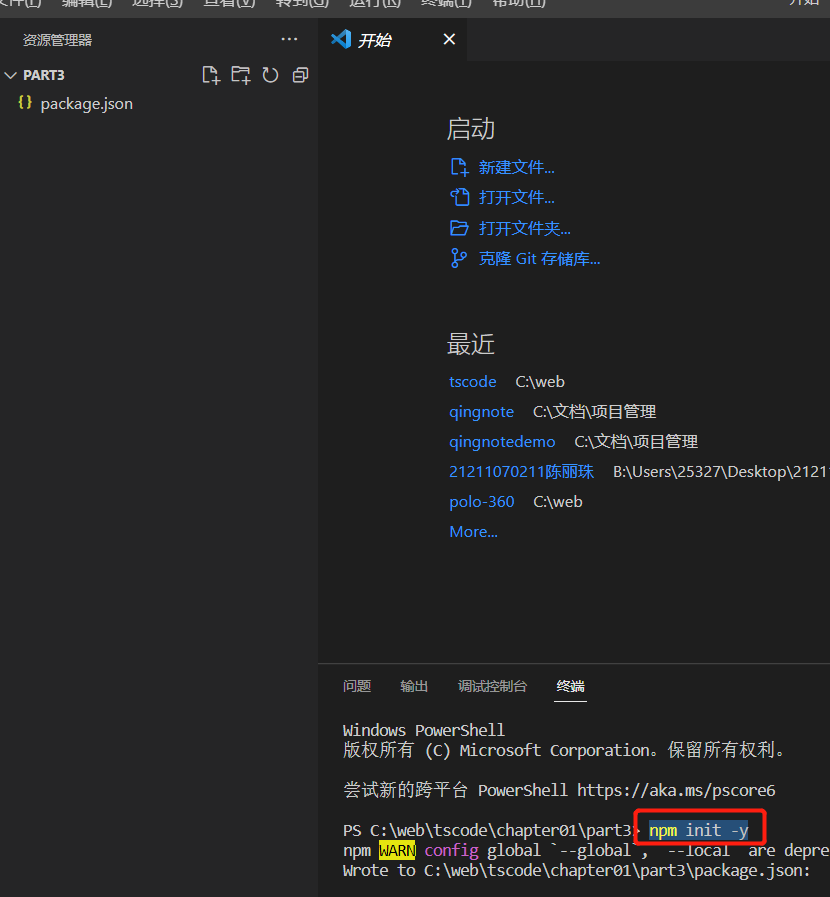 文件(F) 编辑(E) 选择(S) 查看(V) 转到(G) 运行(R) 终端(T) 帮助(H) 开始
资源管理器 ···
开始
PART3
{} package.json
启动
新建文件...
打开文件...
打开文件夹...
克隆 Git 存储库...
最近
tscode C:\web
qingnote C:\文档\项目管理
qingnotedemo C:\文档\项目管理
21211070211陈丽珠 B:\Users\25327\Desktop\2121
polo-360 C:\web
More...
问题 输出 调试控制台 终端
Windows PowerShell
版权所有 (C) Microsoft Corporation。保留所有权利。
尝试新的跨平台 PowerShell https://aka.ms/pscore6
PS C:\web\tscode\chapter01\part3> npm init -y
npm WARN config global `--global`, `--local` are depre
Wrote to C:\web\tscode\chapter01\part3\package.json: